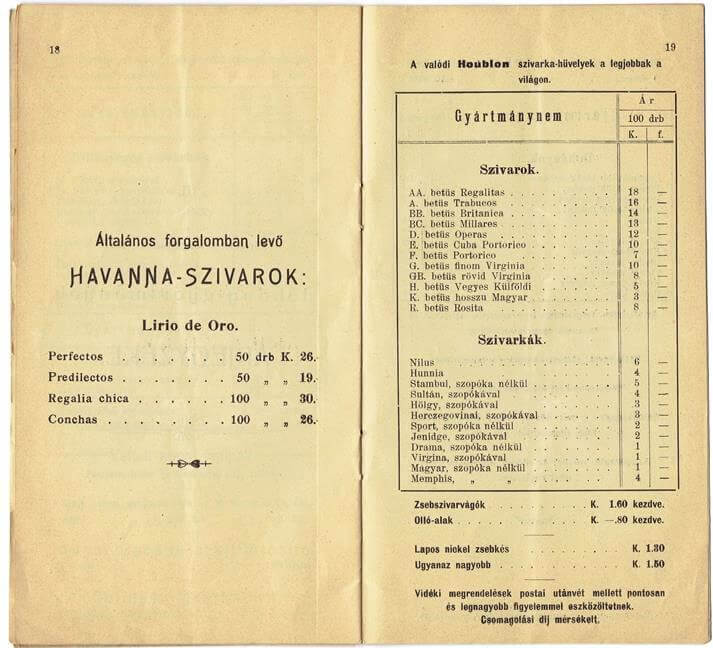 18
Általános forgalomban levő
HAVANNA-SZIVAROK:
Lirio de Oro.
Perfectos . . . . . . 50 drb K. 26.-
Predilectos . . . . . . 50 „ „ 19.-
Regalia chica . . . . . . 100 „ „ 30.
Conchas . . . . . . . . 100 „ „ 26.-
19
A valódi Houblon szivarka-hüvelyek a legjobbak a
világon.
Gyártmánynem
Ár
100 drb
K. f.
Szivarok.
AA. betüs Regalitas . . . . . . . . . 18 —
A. betüs Trabucos . . . . . . . . . 16 —
BB. betüs Britanica . . . . . . . . . 14 —
BC. betüs Millares . . . . . . . . . 13 —
D. betüs Operas . . . . . . . . . 12 —
E. betüs Cuba Portorico . . . . . . . 10 —
F. betüs Portorico . . . . . . . . . 7 —
G. betüs finom Virginia . . . . . . . 10 —
GB. betüs rövid Virginia . . . . . . . 8 —
H. betüs Vegyes Külföldi . . . . . . . 5 —
K. betüs hosszu Magyar . . . . . . . 3 —
R. betüs Rosita . . . . . . . . . 8 —
Szivarkák.
Nilus . . . . . . . . . 6 —
Hunnia . . . . . . . . . 4 —
Stambul, szopóka nélkül . . . . . . . 5 —
Sultán, szopókával . . . . . . . 4 —
Hölgy, szopókával . . . . . . . 3 —
Herczegovinai, szopókával . . . . . . 3 —
Sport, szopóka nélkül . . . . . . . 2 —
Jenidge, szopókával . . . . . . . 2 —
Drama, szopóka nélkül . . . . . . . 1 —
Virgina, szopókával . . . . . . . 1 —
Magyar, szopóka nélkül . . . . . . . 1 —
Memphis, „ „ . . . . . . 4 —
Zsebszivarvágók . . . . . . . . K. 1.60 kezdve.
Olló-alak . . . . . . . . . . K. —.80 kezdve.
Lapos nickel zsebkés . . . . . . . . K. 1.30
Ugyanaz nagyobb . . . . . . . . K. 1.50
Vidéki megrendelések postai utánvét mellett pontosan
és legnagyobb figyelemmel eszközöltetnek.
Csomagolási dij mérsékelt.